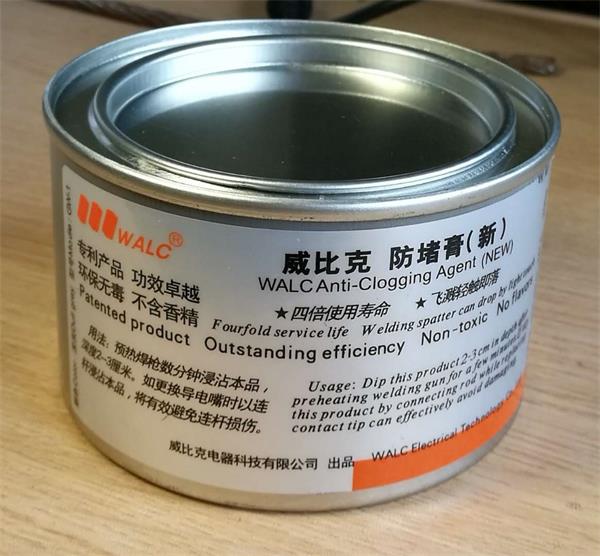 WALC®
威比克 防堵膏(新)
WALC Anti-Clogging Agent (NEW)
专利产品 功效卓越
环保无毒 不含香精
★四倍使用寿命
★飞溅轻触即落
Fourfold service life Welding spatter can drop by light touch
Patented product Outstanding efficiency Non-toxic No Flavors
用法:预热焊枪数分钟浸沾本品,
深度2-3厘米。如更换导电嘴时以连
杆浸沾本品,将有效避免连杆损伤。
Usage: Dip this product 2-3 cm in depth after
preheating welding gun for a few minutes.
this product by connecting rod while replacing
contact tip can effectively avoid damaging
威比克电器科技有限公司 出品
WALC Electrical Technology